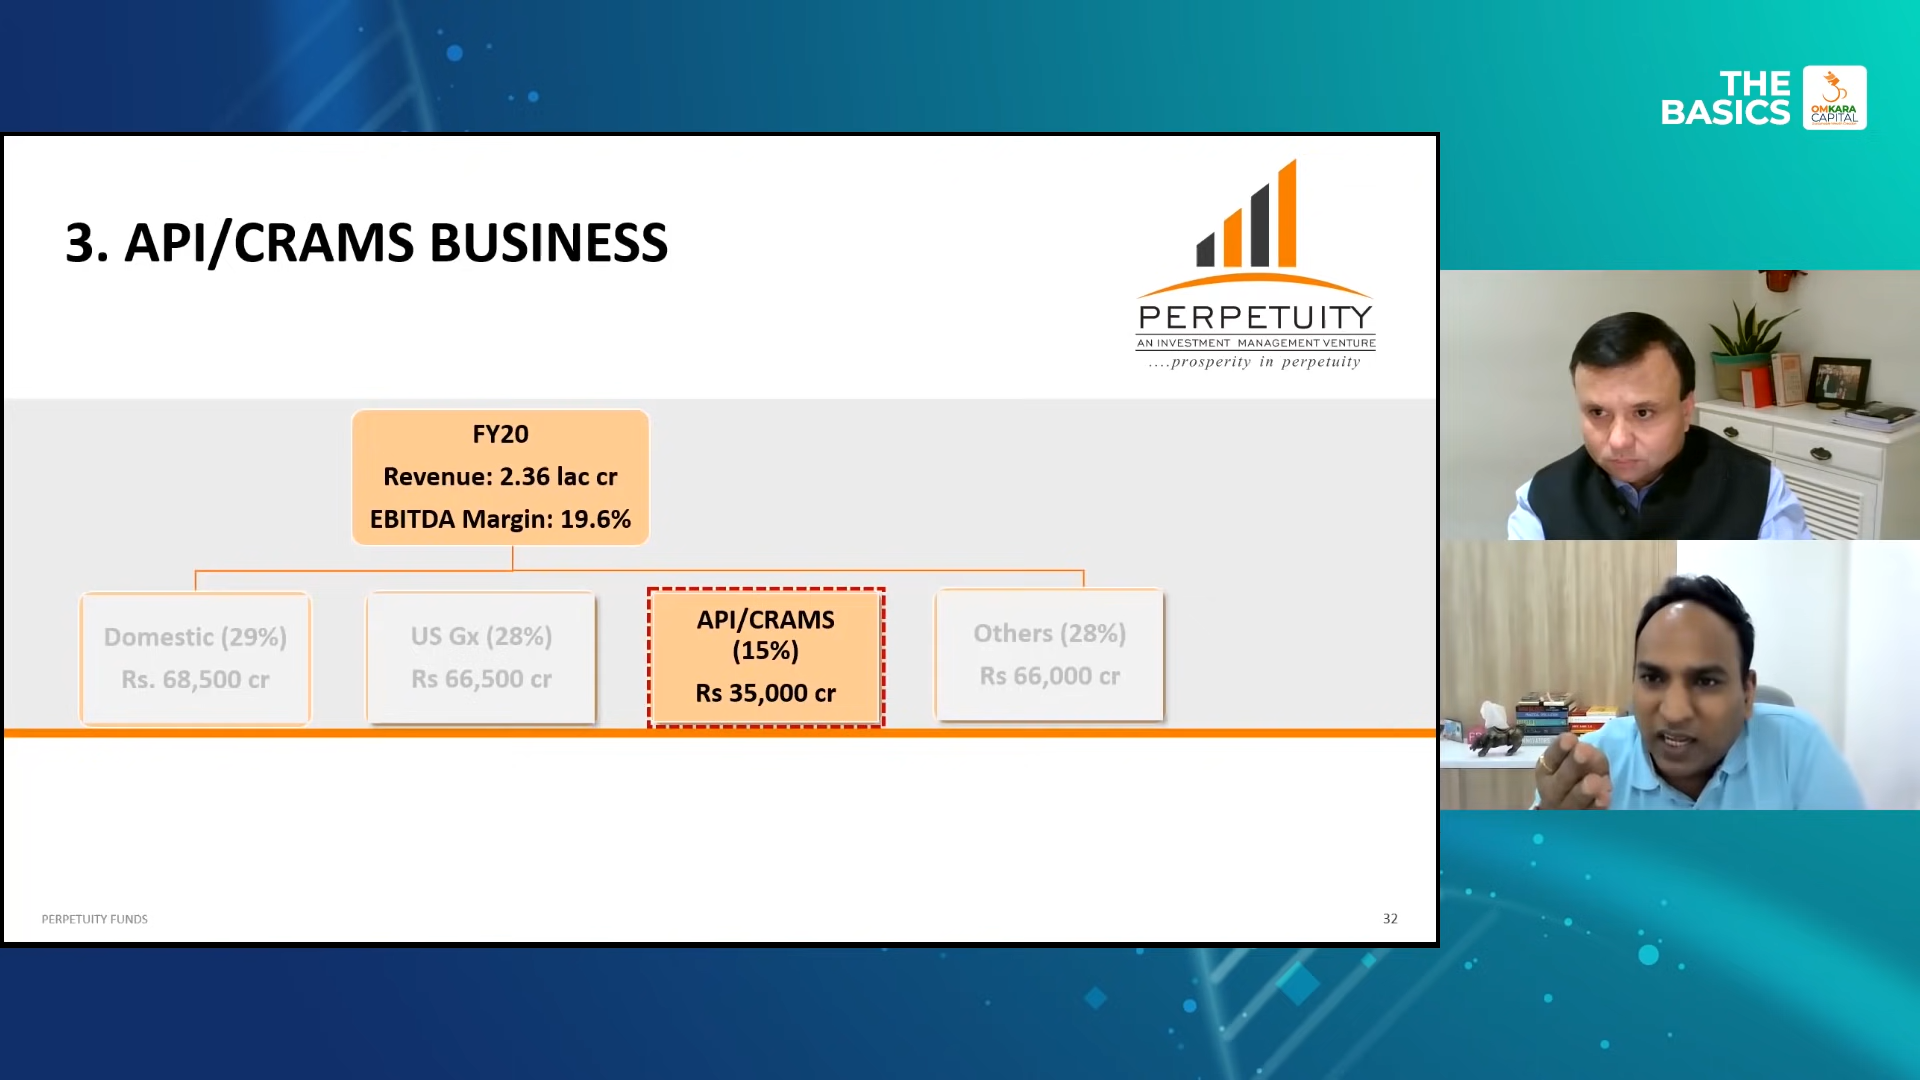 THE
BASICS
OMKARA
CAPITAL
3. API/CRAMS BUSINESS
PERPETUITY
AN INVESTMENT MANAGEMENT VENTURE
....prosperity in perpetuity
FY20
Revenue: 2.36 lac cr
EBITDA Margin: 19.6%
Domestic (29%)
Rs. 68,500 cr
US Gx (28%)
Rs 66,500 cr
API/CRAMS
(15%)
Rs 35,000 cr
Others (28%)
Rs 66,000 cr
PERPETUITY FUNDS
32